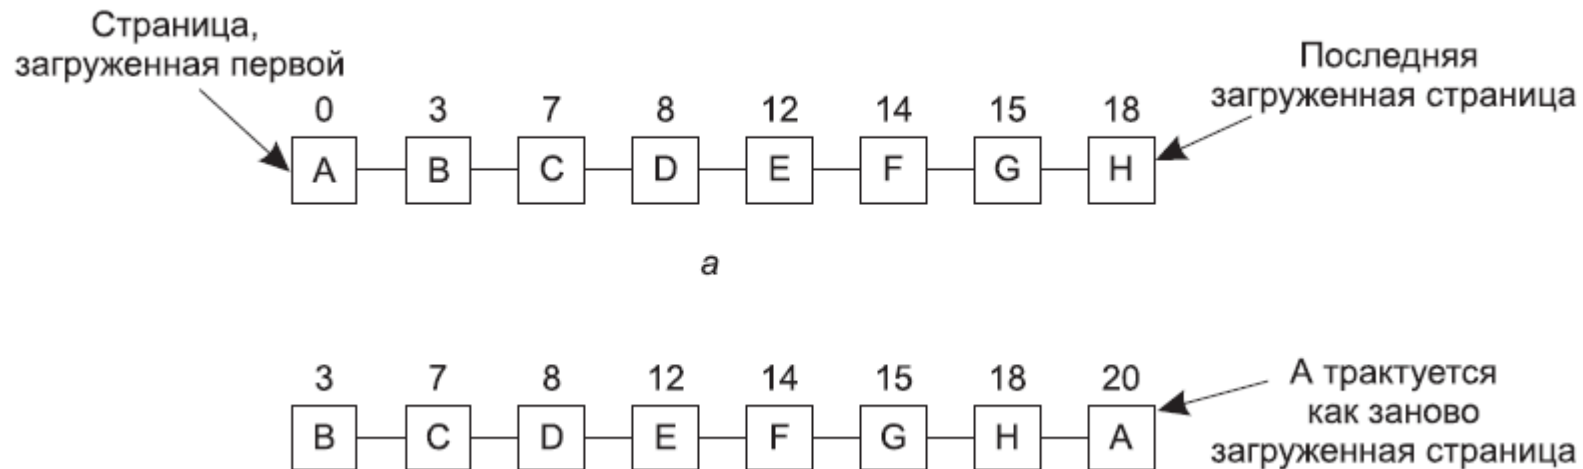 Страница,
загруженная первой
Последняя
загруженная страница
0 3 7 8 12 14 15 18
A B C D E F G H
а
3 7 8 12 14 15 18 20
B C D E F G H A
А трактуется
как заново
загруженная страница